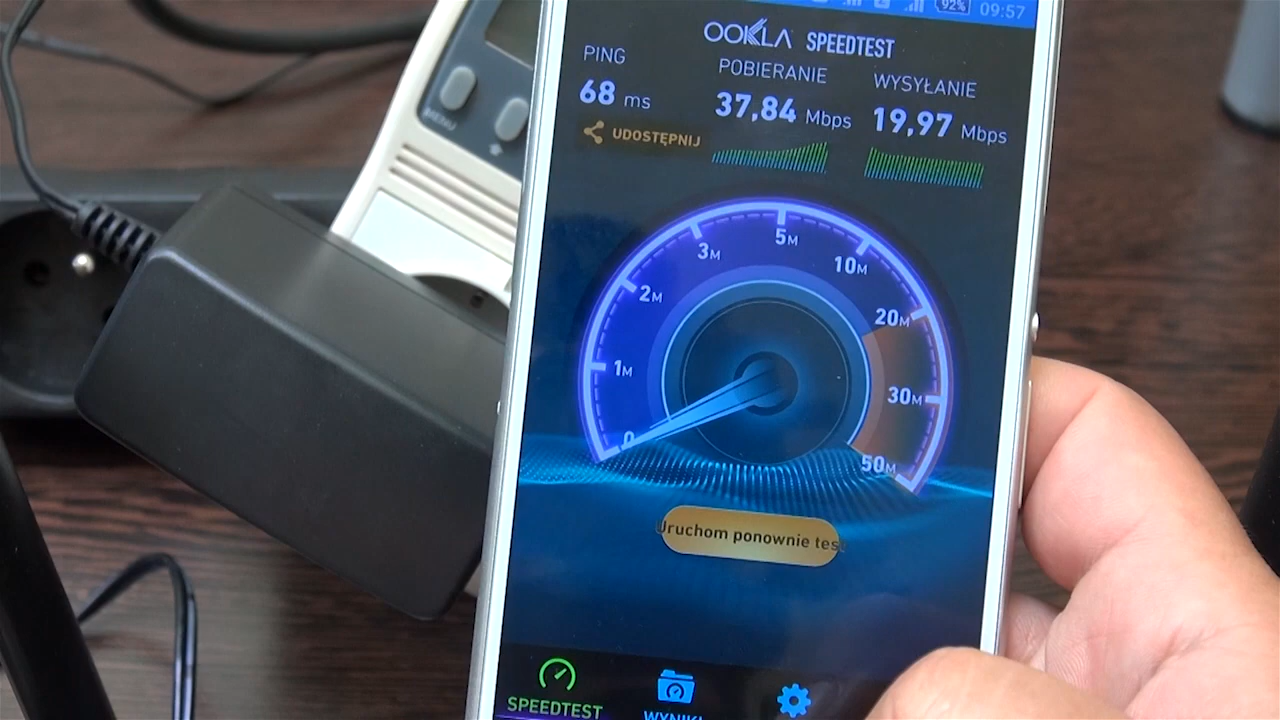 92% 09:57
OOKLA SPEEDTEST
PING
68 ms
UDOSTĘPNIJ
POBIERANIE
37,84 Mbps
WYSYŁANIE
19,97 Mbps
0
1M
2M
3M
5M
10M
20M
30M
50M
Uruchom ponownie test
SPEEDTEST
WYNIKI
MENU